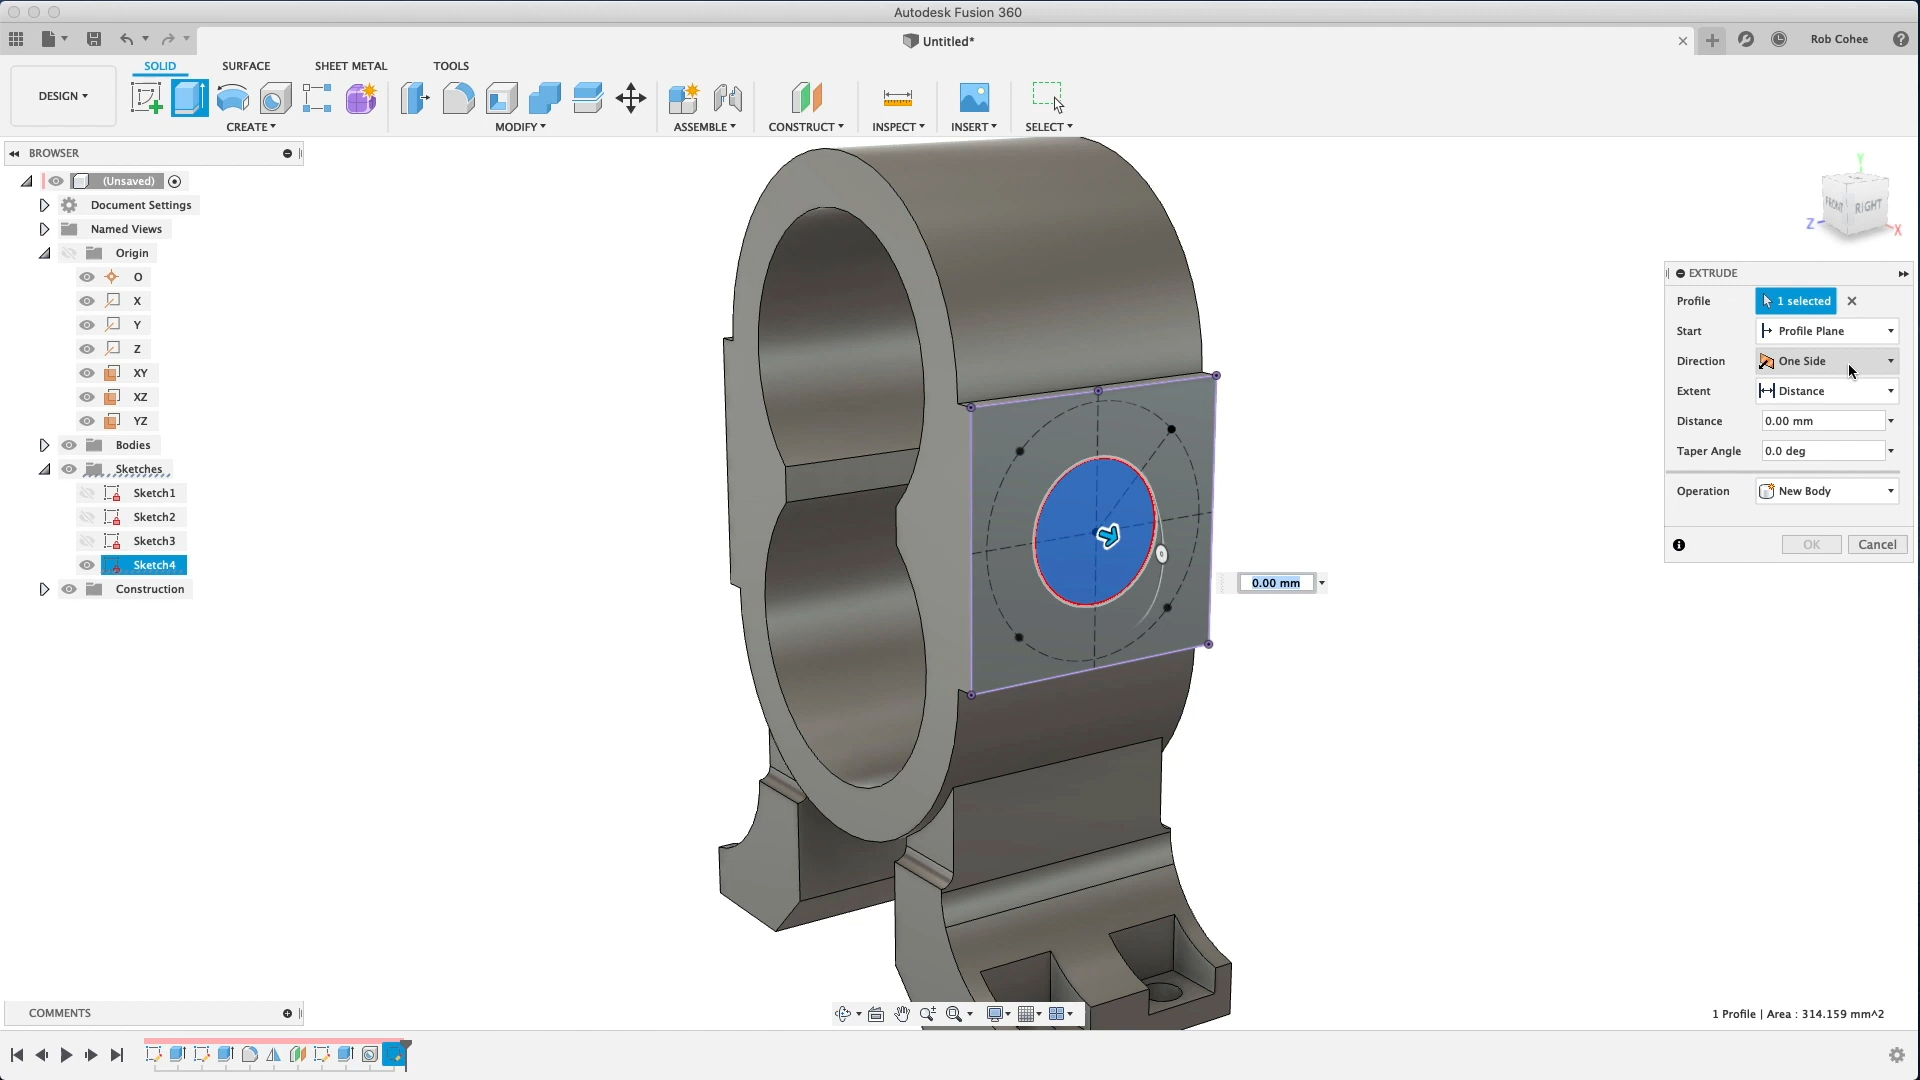 Autodesk Fusion 360
Untitled*
Rob Cohee
DESIGN
SOLID
SURFACE
SHEET METAL
TOOLS
CREATE
MODIFY
ASSEMBLE
CONSTRUCT
INSPECT
INSERT
SELECT
BROWSER
(Unsaved)
Document Settings
Named Views
Origin
O
X
Y
Z
XY
XZ
YZ
Bodies
Sketches
Sketch1
Sketch2
Sketch3
Sketch4
Construction
Y
FRONT
RIGHT
Z
X
EXTRUDE
Profile 1 selected
Start Profile Plane
Direction One Side
Extent Distance
Distance 0.00 mm
Taper Angle 0.0 deg
Operation New Body
OK Cancel
0.00 mm
COMMENTS
1 Profile | Area : 314.159 mm^2